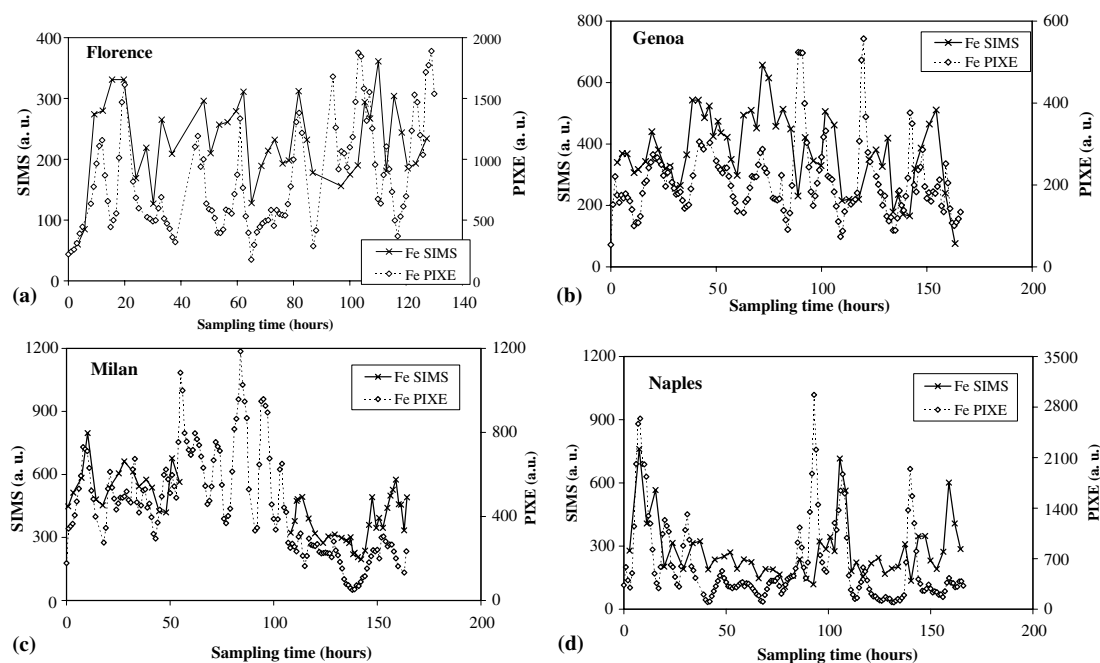 400
300
200
100
0
SIMS (a. u.)
Florence
2000
1500
1000
500
0
PIXE (a. u.)
Fe SIMS
Fe PIXE
0 20 40 60 80 100 120 140
Sampling time (hours)
(a)
800
600
400
200
0
SIMS (a. u.)
Genoa
600
400
200
0
PIXE (a. u.)
Fe SIMS
Fe PIXE
0 50 100 150 200
Sampling time (hours)
(b)
1200
900
600
300
0
SIMS (a. u.)
Milan
1200
800
400
0
PIXE (a.u.)
Fe SIMS
Fe PIXE
0 50 100 150 200
Sampling time (hours)
(c)
1200
900
600
300
0
SIMS (a. u.)
Naples
3500
2800
2100
1400
700
0
PIXE (a. u.)
Fe SIMS
Fe PIXE
0 50 100 150 200
Sampling time (hours)
(d)